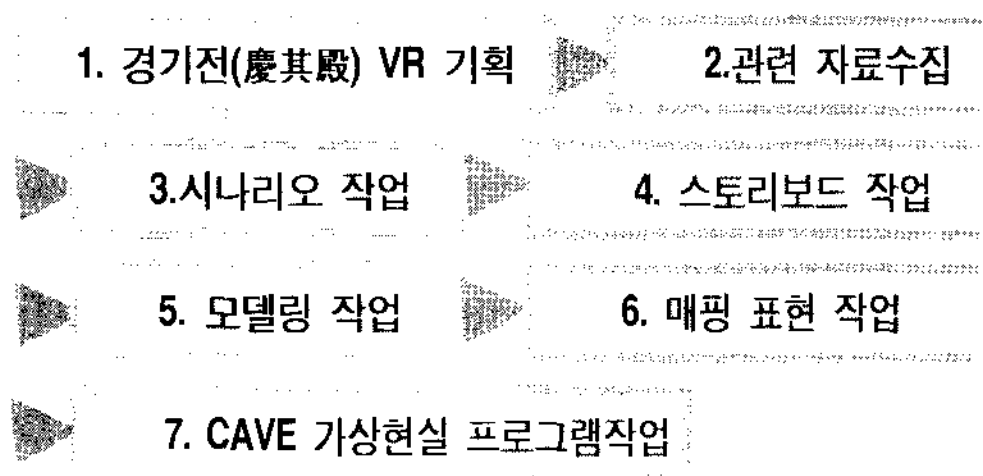 1. 경기전(慶其殿) VR 기획
2.관련 자료수집
3.시나리오 작업
4. 스토리보드 작업
5. 모델링 작업
6. 매핑 표현 작업
7. CAVE 가상현실 프로그램작업